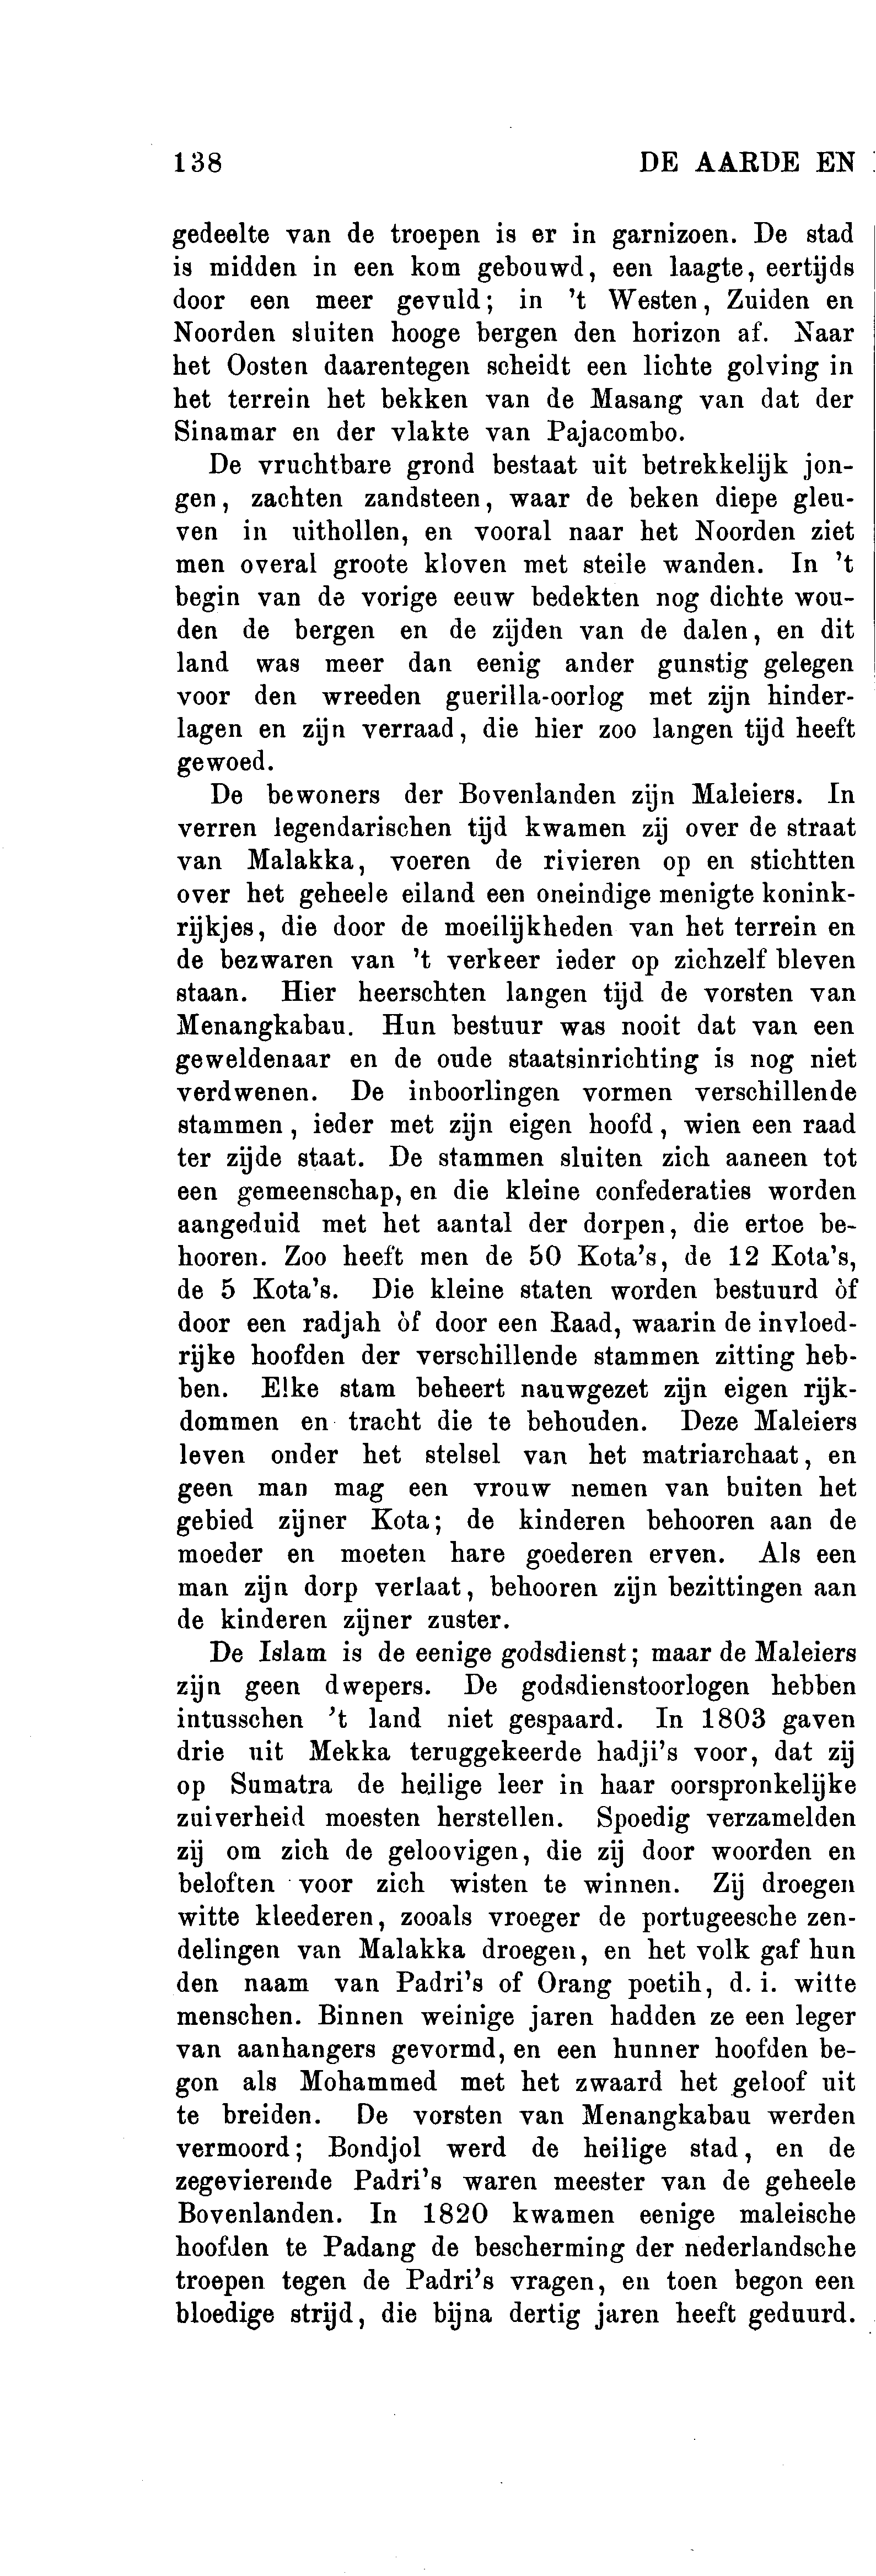 138 DE AARDE EN
gedeelte van de troepen is er in garnizoen. De stad
is midden in een kom gebouwd, een laagte, eertijds
door een meer gevuld; in 't Westen, Zuiden en
Noorden sluiten hooge bergen den horizon af. Naar
het Oosten daarentegen scheidt een lichte golving in
het terrein het bekken van de Masang van dat der
Sinamar en der vlakte van Pajacombo.
De vruchtbare grond bestaat uit betrekkelijk jon-
gen, zachten zandsteen, waar de beken diepe gleu-
ven in uithollen, en vooral naar het Noorden ziet
men overal groote kloven met steile wanden. In 't
begin van de vorige eeuw bedekten nog dichte wou-
den de bergen en de zijden van de dalen, en dit
land was meer dan eenig ander gunstig gelegen
voor den wreeden guerilla-oorlog met zijn hinder-
lagen en zijn verraad, die hier zoo langen tijd heeft
gewoed.
De bewoners der Bovenlanden zijn Maleiers. In
verren legendarischen tijd kwamen zij over de straat
van Malakka, voeren de rivieren op en stichtten
over het geheele eiland een oneindige menigte konink-
rijkjes, die door de moeilijkheden van het terrein en
de bezwaren van 't verkeer ieder op zichzelf bleven
staan. Hier heerschten langen tijd de vorsten van
Menangkabau. Hun bestuur was nooit dat van een
geweldenaar en de oude staatsinrichting is nog niet
verdwenen. De inboorlingen vormen verschillende
stammen, ieder met zijn eigen hoofd, wien een raad
ter zijde staat. De stammen sluiten zich aaneen tot
een gemeenschap, en die kleine confederaties worden
aangeduid met het aantal der dorpen, die ertoe be-
hooren. Zoo heeft men de 50 Kota's, de 12 Kota's,
de 5 Kota's. Die kleine staten worden bestuurd òf
door een radjah òf door een Raad, waarin de invloed-
rijke hoofden der verschillende stammen zitting heb-
ben. Elke stam beheert nauwgezet zijn eigen rijk-
dommen en tracht die te behouden. Deze Maleiers
leven onder het stelsel van het matriarchaat, en
geen man mag een vrouw nemen van buiten het
gebied zijner Kota; de kinderen behooren aan de
moeder en moeten hare goederen erven. Als een
man zijn dorp verlaat, behooren zijn bezittingen aan
de kinderen zijner zuster.
De Islam is de eenige godsdienst; maar de Maleiers
zijn geen dwepers. De godsdienstoorlogen hebben
intusschen 't land niet gespaard. In 1803 gaven
drie uit Mekka teruggekeerde hadji's voor, dat zij
op Sumatra de heilige leer in haar oorspronkelijke
zuiverheid moesten herstellen. Spoedig verzamelden
zij om zich de geloovigen, die zij door woorden en
beloften voor zich wisten te winnen. Zij droegen
witte kleederen, zooals vroeger de portugeesche zen-
delingen van Malakka droegen, en het volk gaf hun
den naam van Padri's of Orang poetih, d. i. witte
menschen. Binnen weinige jaren hadden ze een leger
van aanhangers gevormd, en een hunner hoofden be-
gon als Mohammed met het zwaard het geloof uit
te breiden. De vorsten van Menangkabau werden
vermoord; Bondjol werd de heilige stad, en de
zegevierende Padri's waren meester van de geheele
Bovenlanden. In 1820 kwamen eenige maleische
hoofden te Padang de bescherming der nederlandsche
troepen tegen de Padri's vragen, en toen begon een
bloedige strijd, die bijna dertig jaren heeft geduurd.